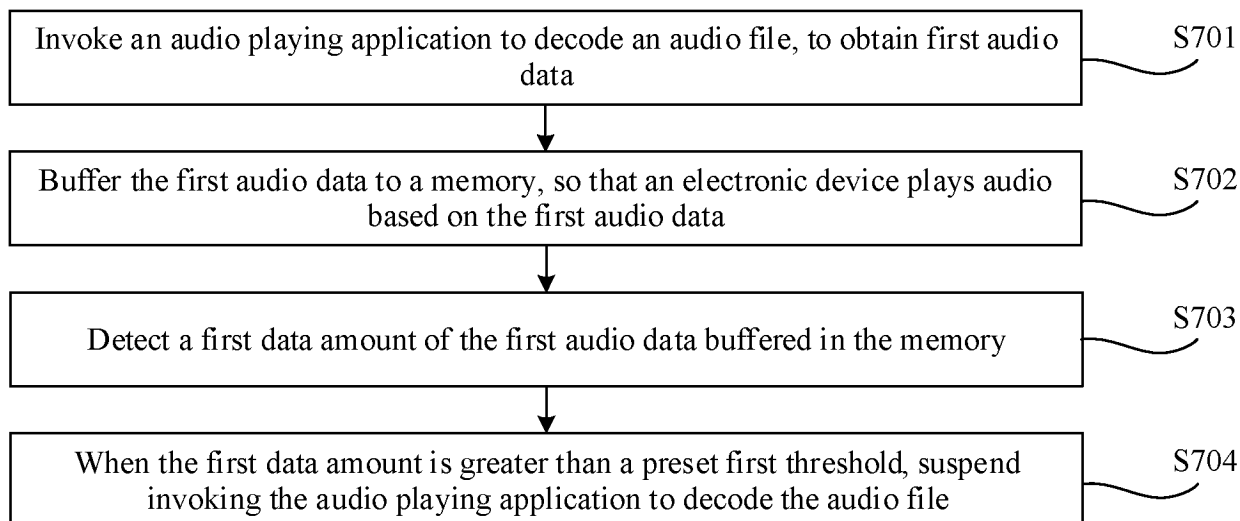 Invoke an audio playing application to decode an audio file, to obtain first audio
data
S701
Buffer the first audio data to a memory, so that an electronic device plays audio
based on the first audio data
S702
Detect a first data amount of the first audio data buffered in the memory
S703
When the first data amount is greater than a preset first threshold, suspend
invoking the audio playing application to decode the audio file
S704